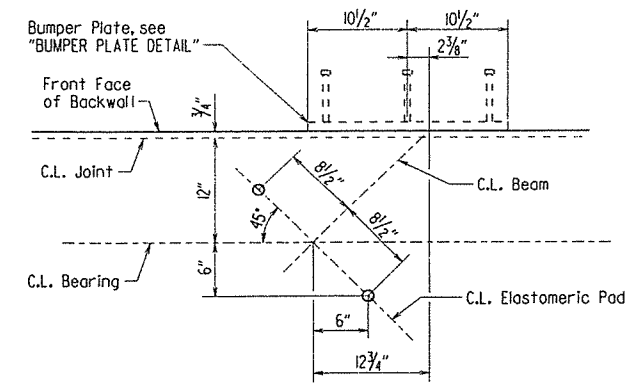 10½" 10½"
Bumper Plate, see
"BUMPER PLATE DETAIL"
2⅜"
Front Face
of Backwall
¾"
C.L. Joint
12"
8½"
C.L. Beam
45°
8½"
C.L. Bearing
6"
C.L. Elastomeric Pad
6"
12¾"